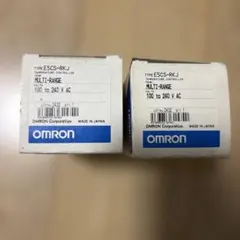 TYPE E5CS-RKJ
TEMPERATURE CONTROLLER
MULTI-RANGE
100 to 240 V AC
OMRON
OMRON Corporation MADE IN JAPAN
TYPE E5CS-RKJ
TEMPERATURE CONTROLLER
MULTI-RANGE
100 to 240 V AC
OMRON
OMRON Corporation MADE IN JAPAN